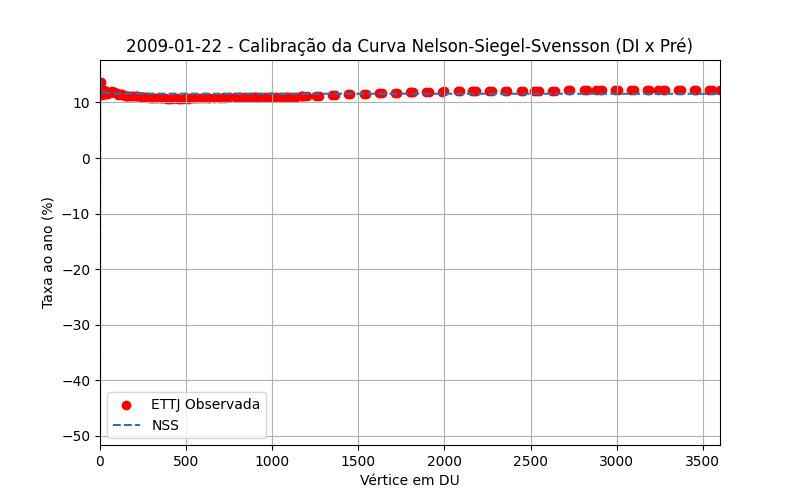 2009-01-22 - Calibração da Curva Nelson-Siegel-Svensson (DI x Pré)
Taxa ao ano (%)
10
0
−10
−20
−30
−40
−50
ETTJ Observada
NSS
0 500 1000 1500 2000 2500 3000 3500
Vértice em DU